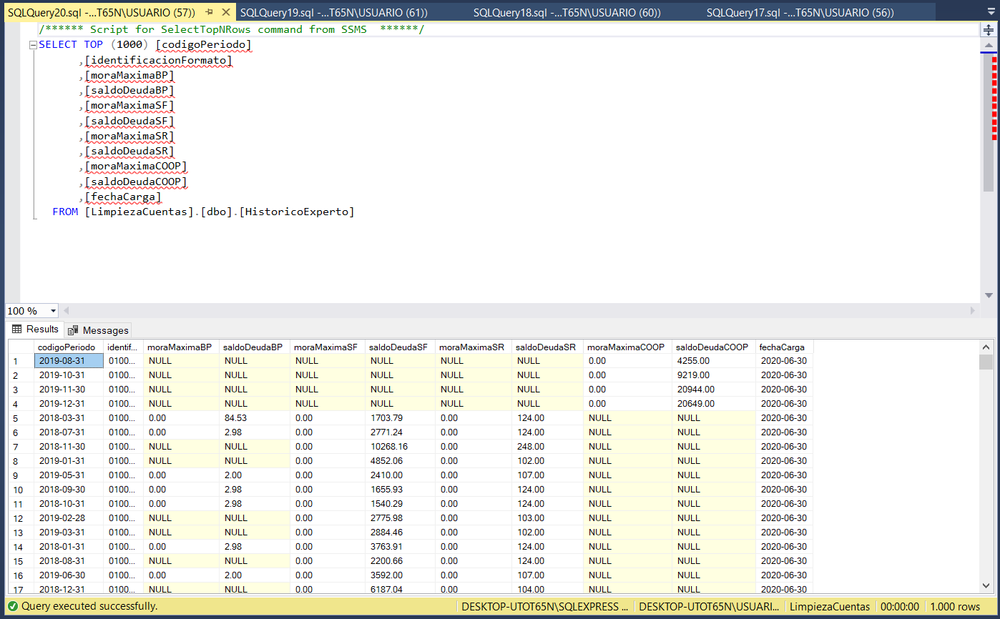 SQLQuery20.sql -...T65N\USUARIO (57)) SQLQuery19.sql -...T65N\USUARIO (61)) SQLQuery18.sql -...T65N\USUARIO (60)) SQLQuery17.sql -...T65N\USUARIO (56))
/****** Script for SelectTopNRows command from SSMS  ******/
SELECT TOP (1000) [codigoPeriodo]
,[identificacionFormato]
,[moraMaximaBP]
,[saldoDeudaBP]
,[moraMaximaSF]
,[saldoDeudaSF]
,[moraMaximaSR]
,[saldoDeudaSR]
,[moraMaximaCOOP]
,[saldoDeudaCOOP]
,[fechaCarga]
FROM [LimpiezaCuentas].[dbo].[HistoricoExperto]
100 %
Results Messages
codigoPeriodo identif... moraMaximaBP saldoDeudaBP moraMaximaSF saldoDeudaSF moraMaximaSR saldoDeudaSR moraMaximaCOOP saldoDeudaCOOP fechaCarga
1 2019-08-31 0100... NULL NULL NULL NULL NULL NULL 0.00 4255.00 2020-06-30
2 2019-10-31 0100... NULL NULL NULL NULL NULL NULL 0.00 9219.00 2020-06-30
3 2019-11-30 0100... NULL NULL NULL NULL NULL NULL 0.00 20944.00 2020-06-30
4 2019-12-31 0100... NULL NULL NULL NULL NULL NULL 0.00 20649.00 2020-06-30
5 2018-03-31 0100... 0.00 84.53 0.00 1703.79 0.00 124.00 NULL NULL 2020-06-30
6 2018-07-31 0100... 0.00 2.98 0.00 2771.24 0.00 124.00 NULL NULL 2020-06-30
7 2018-11-30 0100... NULL NULL 0.00 10268.16 0.00 248.00 NULL NULL 2020-06-30
8 2019-01-31 0100... NULL NULL 0.00 4852.06 0.00 102.00 NULL NULL 2020-06-30
9 2019-05-31 0100... 0.00 2.00 0.00 2410.00 0.00 107.00 NULL NULL 2020-06-30
10 2018-09-30 0100... 0.00 2.98 0.00 1655.93 0.00 124.00 NULL NULL 2020-06-30
11 2018-10-31 0100... 0.00 2.98 0.00 1540.29 0.00 124.00 NULL NULL 2020-06-30
12 2019-02-28 0100... NULL NULL 0.00 2775.98 0.00 103.00 NULL NULL 2020-06-30
13 2019-03-31 0100... NULL NULL 0.00 2884.46 0.00 102.00 NULL NULL 2020-06-30
14 2018-01-31 0100... 0.00 2.98 0.00 3763.91 0.00 124.00 NULL NULL 2020-06-30
15 2018-08-31 0100... NULL NULL 0.00 2200.66 0.00 124.00 NULL NULL 2020-06-30
16 2019-06-30 0100... 0.00 2.00 0.00 3592.00 0.00 107.00 NULL NULL 2020-06-30
17 2018-12-31 0100... NULL NULL 0.00 6187.04 0.00 104.00 NULL NULL 2020-06-30
Query executed successfully. DESKTOP-UTOT65N\SQLEXPRESS ... DESKTOP-UTOT65N\USUARI... LimpiezaCuentas 00:00:00 1.000 rows